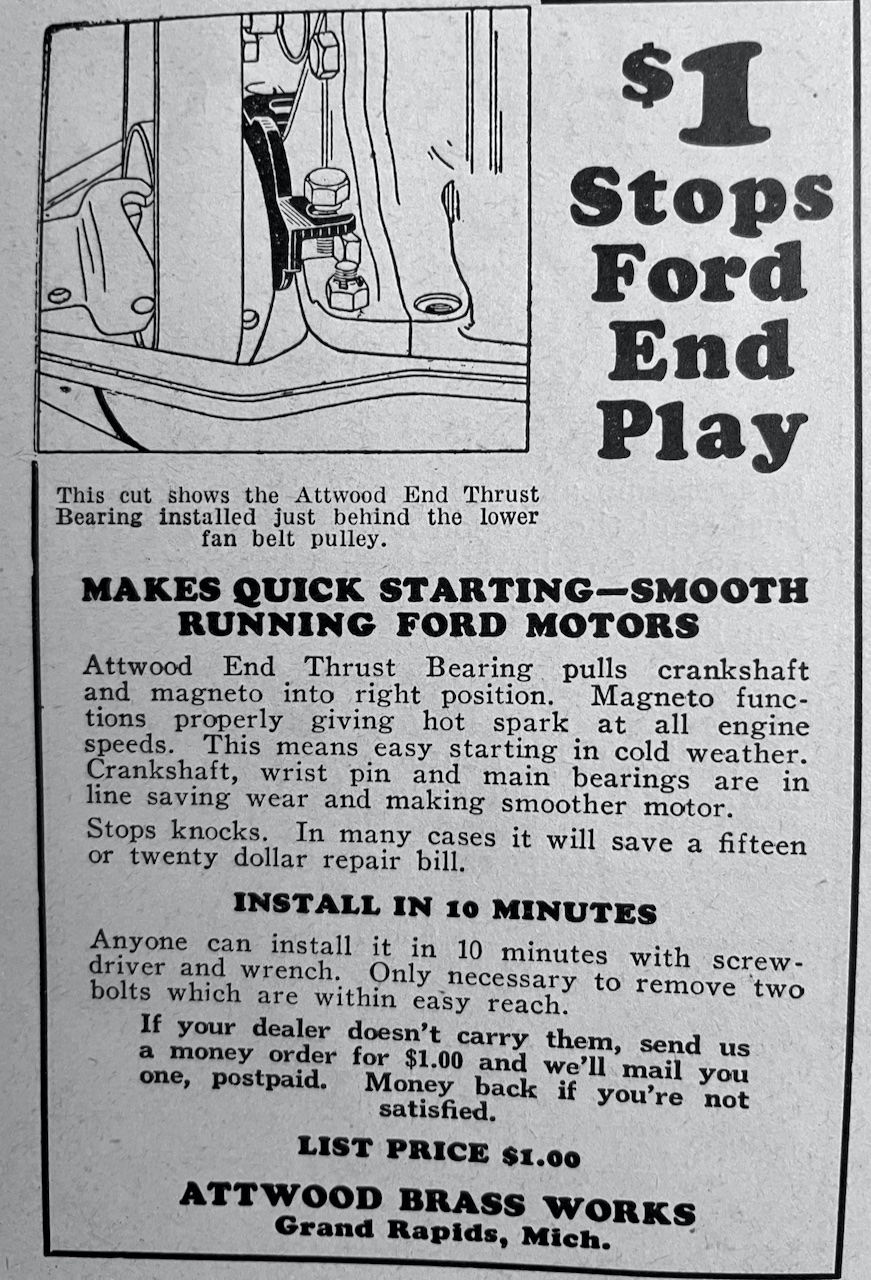 $1
Stops
Ford
End
Play
This cut shows the Attwood End Thrust
Bearing installed just behind the lower
fan belt pulley.
MAKES QUICK STARTING—SMOOTH
RUNNING FORD MOTORS
Attwood End Thrust Bearing pulls crankshaft
and magneto into right position. Magneto func-
tions properly giving hot spark at all engine
speeds. This means easy starting in cold weather.
Crankshaft, wrist pin and main bearings are in
line saving wear and making smoother motor.
Stops knocks. In many cases it will save a fifteen
or twenty dollar repair bill.
INSTALL IN 10 MINUTES
Anyone can install it in 10 minutes with screw-
driver and wrench. Only necessary to remove two
bolts which are within easy reach.
If your dealer doesn't carry them, send us
a money order for $1.00 and we'll mail you
one, postpaid. Money back if you're not
satisfied.
LIST PRICE $1.00
ATTWOOD BRASS WORKS
Grand Rapids, Mich.